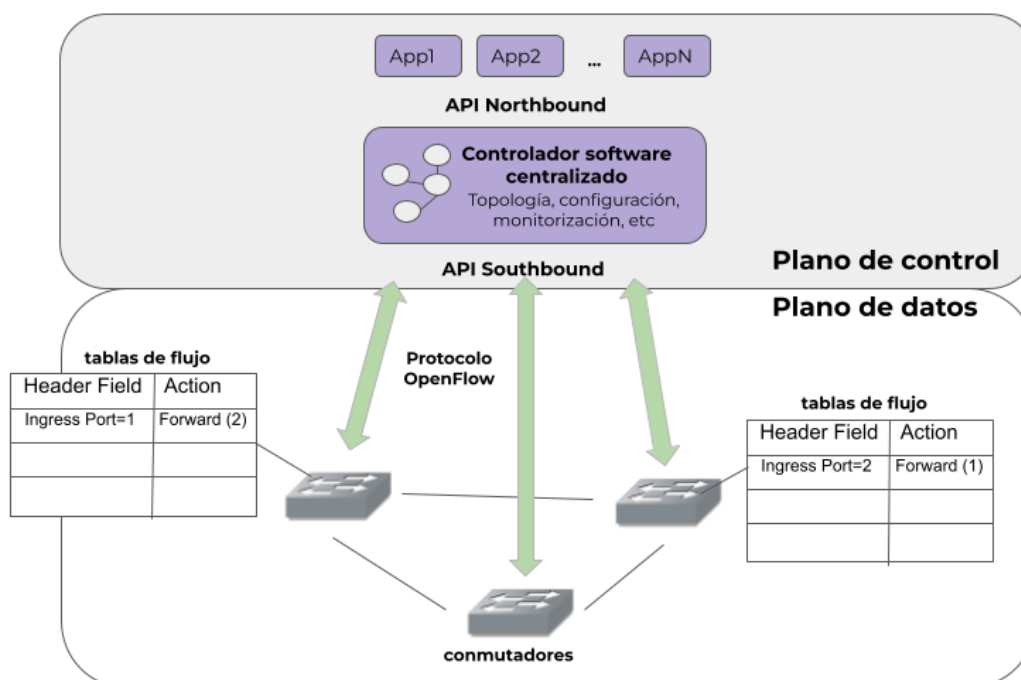 App1 App2 ... AppN
API Northbound
Controlador software
centralizado
Topología, configuración,
monitorización, etc
API Southbound
Plano de control
Plano de datos
Protocolo
OpenFlow
tablas de flujo
Header Field Action
Ingress Port=1 Forward (2)
tablas de flujo
Header Field Action
Ingress Port=2 Forward (1)
conmutadores